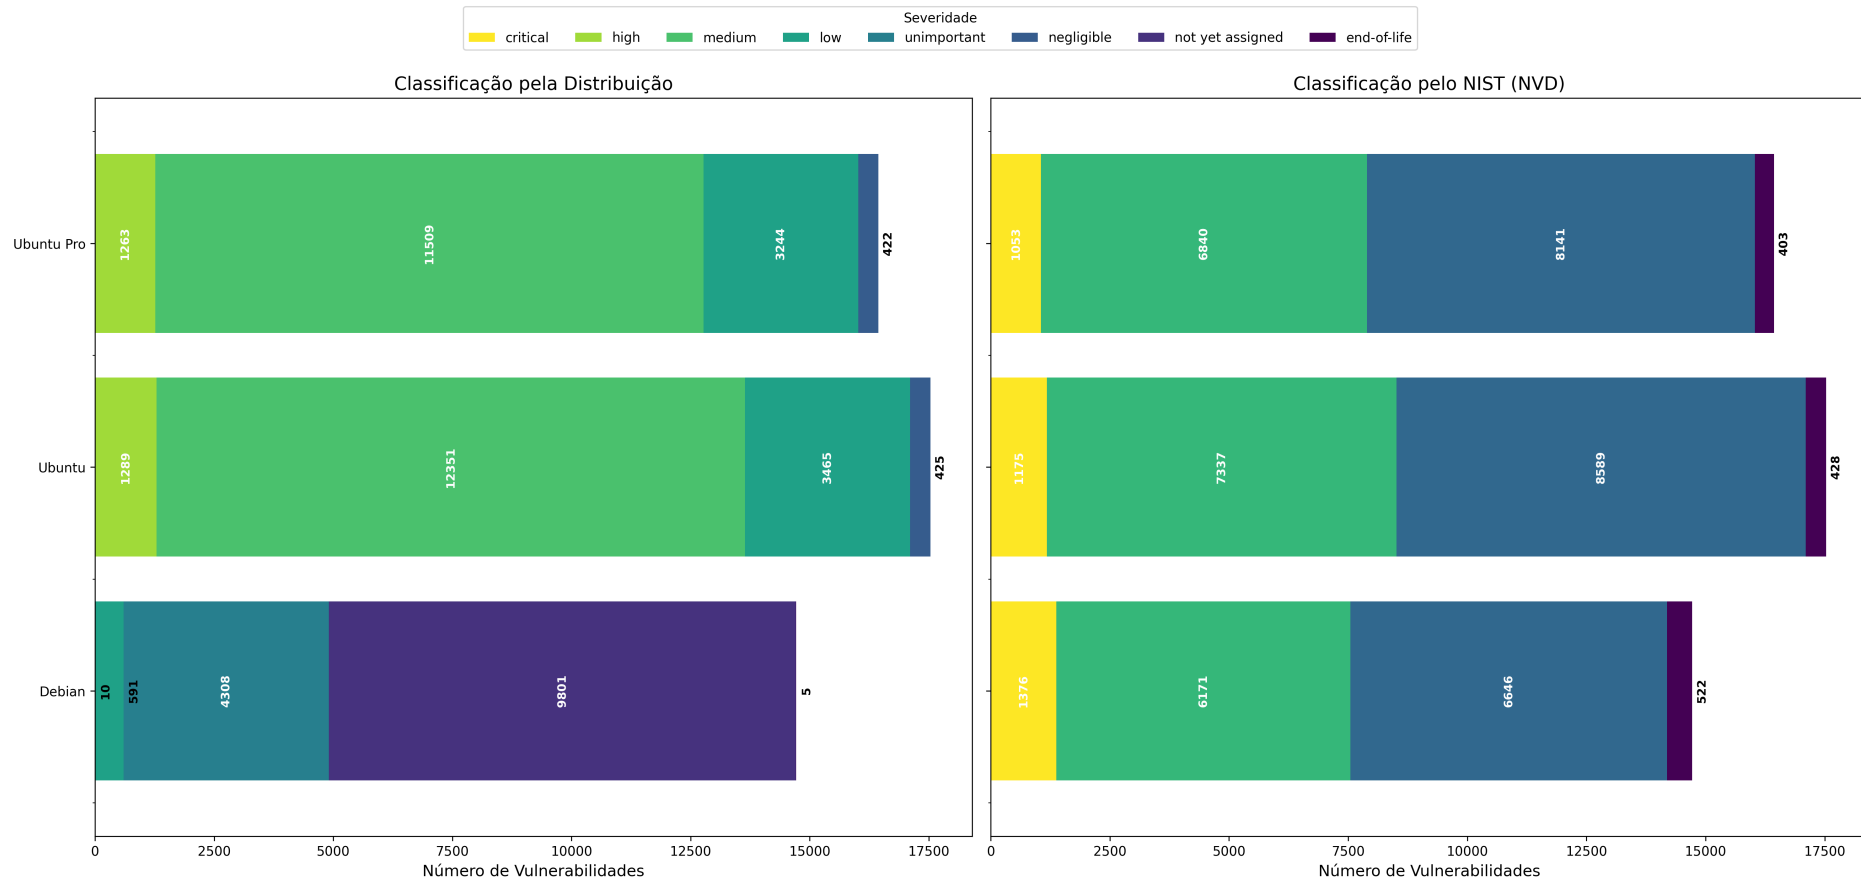 Severidade
critical high medium low unimportant negligible not yet assigned end-of-life
Classificação pela Distribuição
Ubuntu Pro
1263 11509 3244 422
Ubuntu
1289 12351 3465 425
Debian
10 591 4308 9801 5
0 2500 5000 7500 10000 12500 15000 17500
Número de Vulnerabilidades
Classificação pelo NIST (NVD)
1053 6840 8141 403
1175 7337 8589 428
1376 6171 6646 522
0 2500 5000 7500 10000 12500 15000 17500
Número de Vulnerabilidades